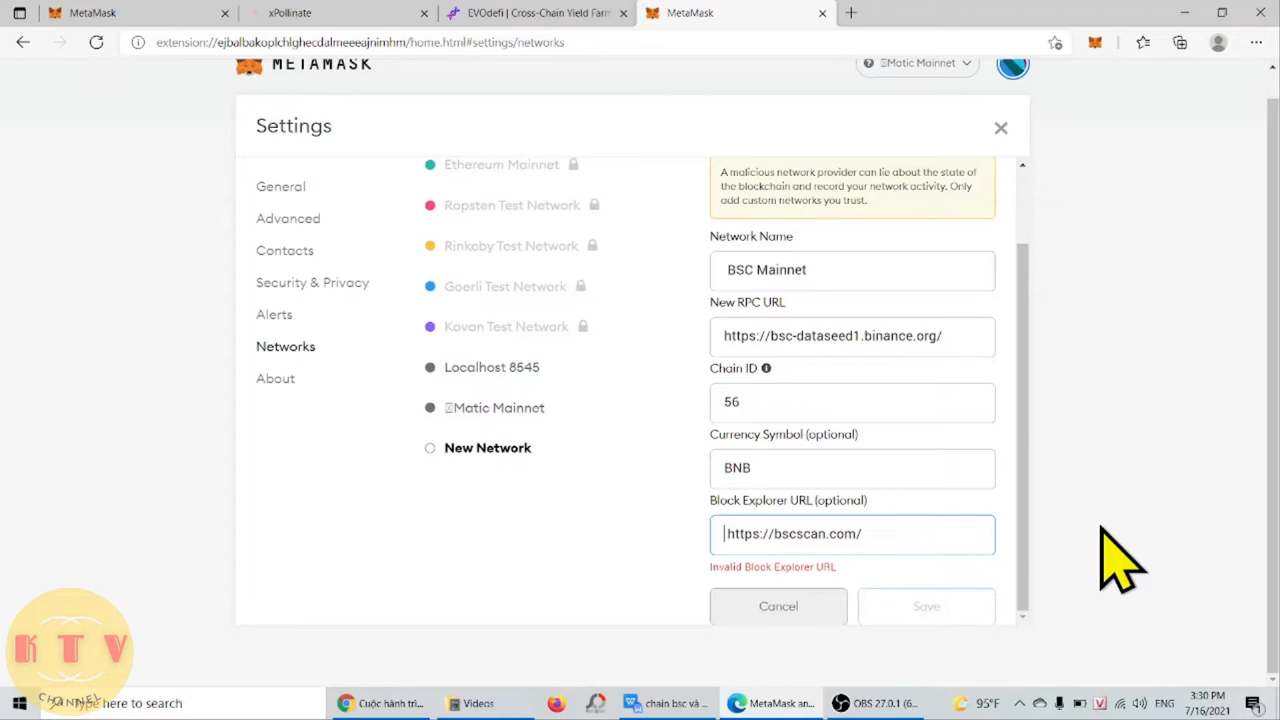 MetaMask
xPollinate
EVOdefi | Cross-Chain Yield Farm
MetaMask
extension://ejbalbakoplchlghecdalmeeeajnimhm/home.html#settings/networks
METAMASK
Matic Mainnet
Settings
General
Advanced
Contacts
Security & Privacy
Alerts
Networks
About
Ethereum Mainnet
Ropsten Test Network
Rinkeby Test Network
Goerli Test Network
Kovan Test Network
Localhost 8545
Matic Mainnet
New Network
A malicious network provider can lie about the state of
the blockchain and record your network activity. Only
add custom networks you trust.
Network Name
BSC Mainnet
New RPC URL
https://bsc-dataseed1.binance.org/
Chain ID
56
Currency Symbol (optional)
BNB
Block Explorer URL (optional)
https://bscscan.com/
Invalid Block Explorer URL
Cancel
Save
KTV
CHANNEL
Type here to search
Cuộc hành trì...
Videos
chain bsc và ...
MetaMask an...
OBS 27.0.1 (6...
95°F
V
ENG
3:30 PM
7/16/2021
1